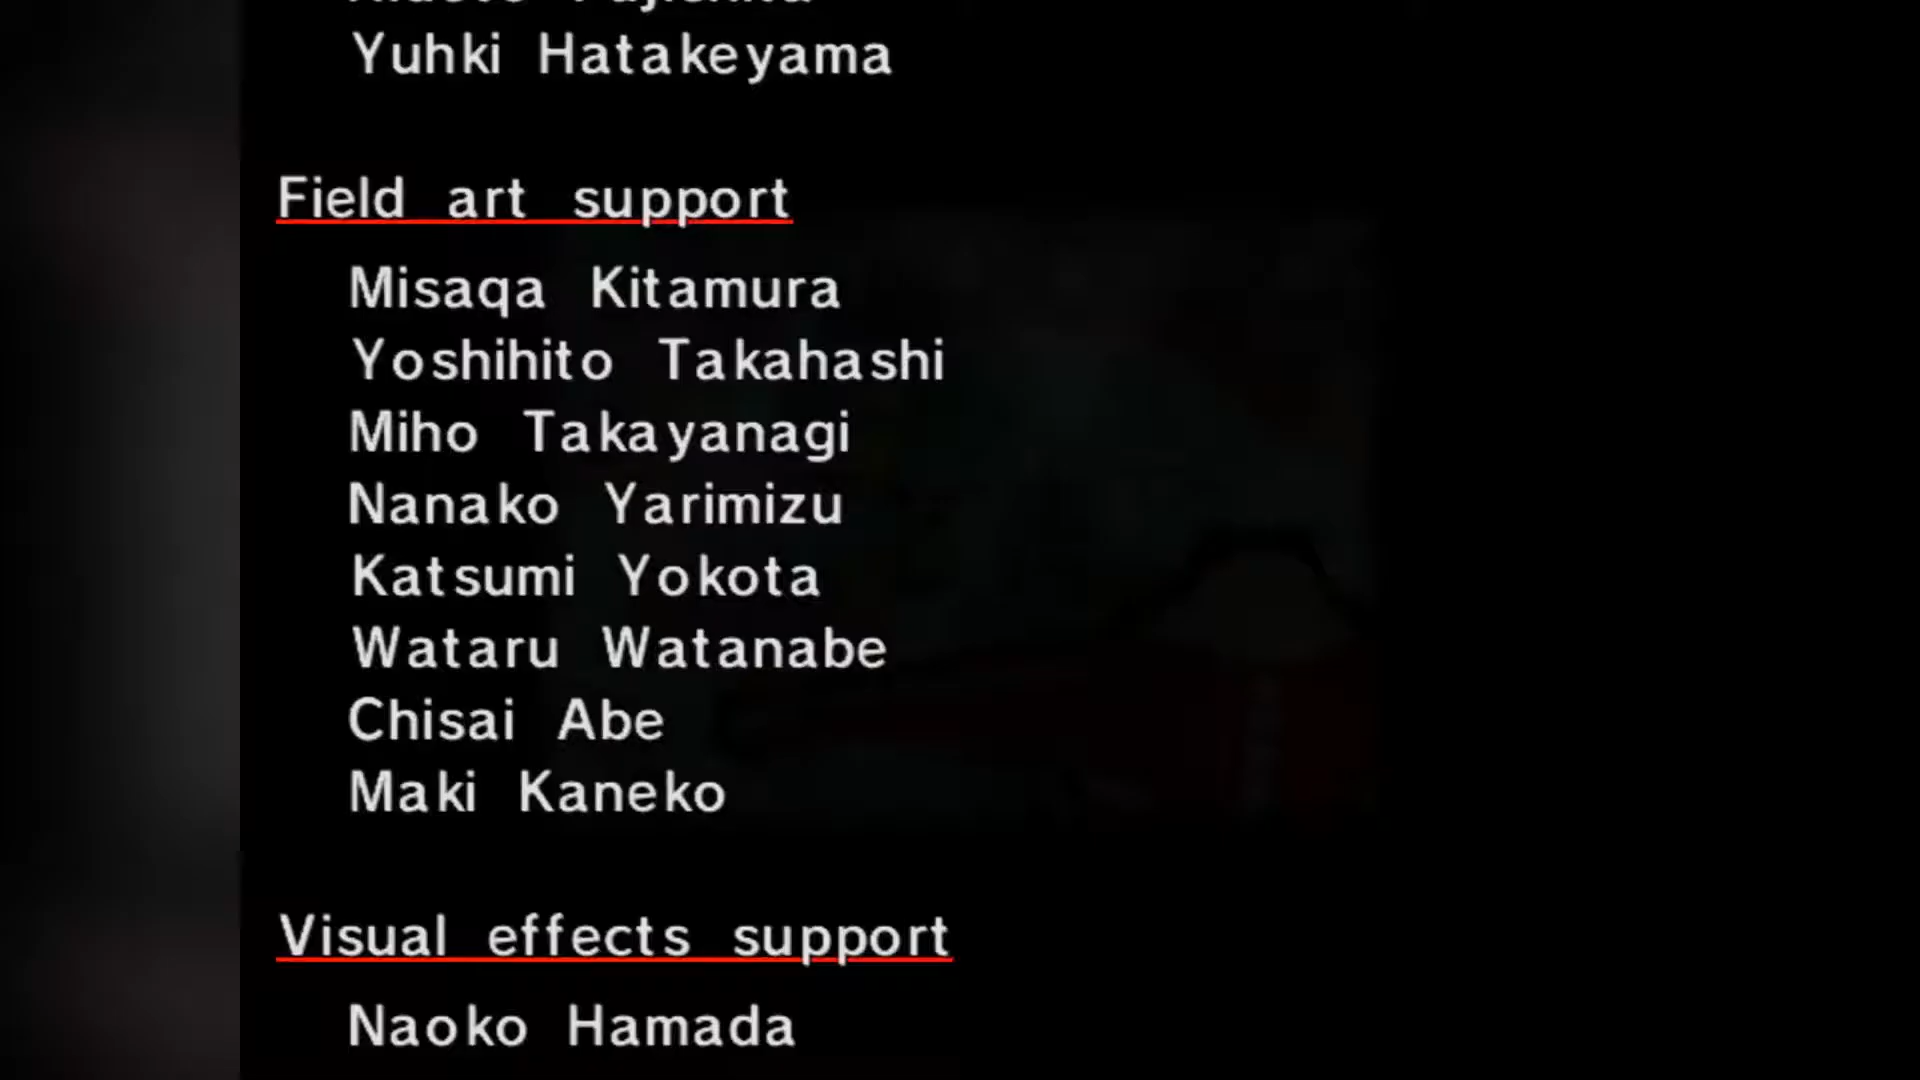 Yuhki Hatakeyama
Field art support
Misaqa Kitamura
Yoshihito Takahashi
Miho Takayanagi
Nanako Yarimizu
Katsumi Yokota
Wataru Watanabe
Chisai Abe
Maki Kaneko
Visual effects support
Naoko Hamada